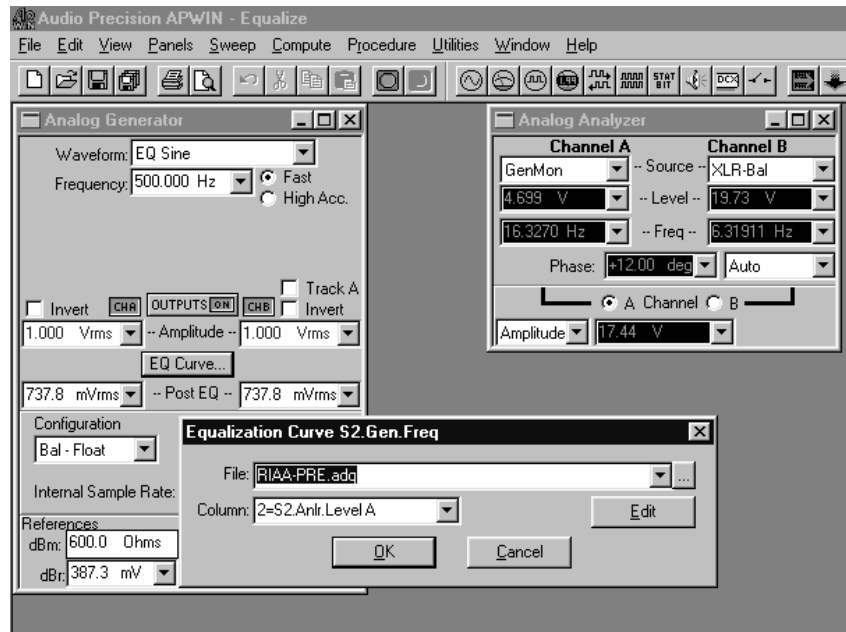 Audio Precision APWIN - Equalize
File Edit View Panels Sweep Compute Procedure Utilities Window Help
STAT BIT
DCX
Analog Generator
Waveform: EQ Sine
Frequency: 500.000 Hz
Fast
High Acc.
Track A
Invert CHA OUTPUTS ON CHB Invert
1.000 Vrms -- Amplitude -- 1.000 Vrms
EQ Curve...
737.8 mVrms -- Post EQ -- 737.8 mVrms
Configuration
Bal - Float
Internal Sample Rate:
References
dBm: 600.0 Ohms
dBr: 387.3 mV
Analog Analyzer
Channel A Channel B
GenMon -- Source -- XLR-Bal
4.699 V -- Level -- 19.73 V
16.3270 Hz -- Freq -- 6.31911 Hz
Phase: +12.00 deg Auto
A Channel B
Amplitude 17.44 V
Equalization Curve S2.Gen.Freq
File: RIAA-PRE.adq ...
Column: 2=S2.Anlr.Level A Edit
OK Cancel